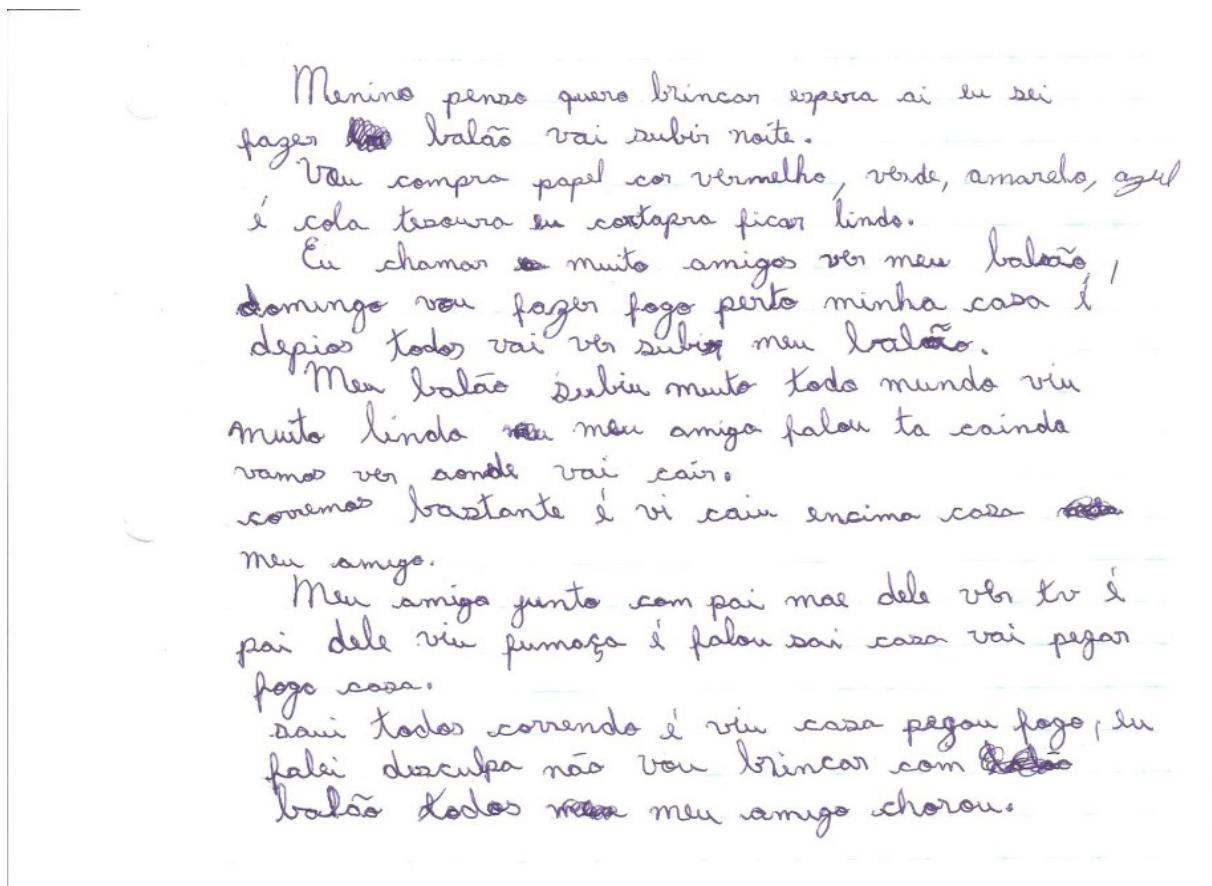 Menino penso quero brincar espera ai eu sei
fazer balão vai subir noite.
Vou compra papel cor vermelho, verde, amarelo, azul
é cola tesoura eu cortapra ficar lindo.
Eu chamar muito amigos ver meu balão,
domingo vou fazer fogo perto minha casa é
depios todos vai ver subir meu balão.
Meu balão subiu muito todo mundo viu
muito lindo meu amigo falou ta caindo
vamos ver aonde vai cair.
corremos bastante é vi caiu encima casa
meu amigo.
Meu amigo junto com pai mae dele ver tv é
pai dele viu fumaça é falou sai casa vai pegar
fogo casa.
saui todos correndo é viu casa pegou fogo, eu
falei desculpa não vou brincar com
balão todos meu amigo chorou.